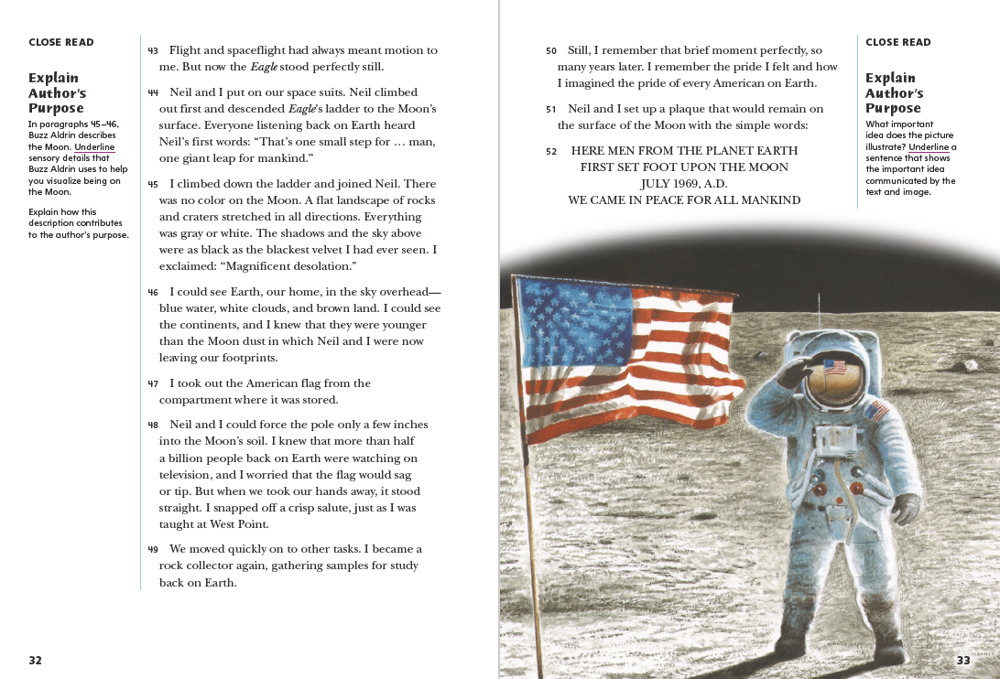 CLOSE READ
Explain
Author's
Purpose
In paragraphs 45–46,
Buzz Aldrin describes
the Moon. Underline
sensory details that
Buzz Aldrin uses to help
you visualize being on
the Moon.
Explain how this
description contributes
to the author's purpose.
43 Flight and spaceflight had always meant motion to
me. But now the Eagle stood perfectly still.
44 Neil and I put on our space suits. Neil climbed
out first and descended Eagle's ladder to the Moon's
surface. Everyone listening back on Earth heard
Neil's first words: “That's one small step for … man,
one giant leap for mankind.”
45 I climbed down the ladder and joined Neil. There
was no color on the Moon. A flat landscape of rocks
and craters stretched in all directions. Everything
was gray or white. The shadows and the sky above
were as black as the blackest velvet I had ever seen. I
exclaimed: “Magnificent desolation.”
46 I could see Earth, our home, in the sky overhead—
blue water, white clouds, and brown land. I could see
the continents, and I knew that they were younger
than the Moon dust in which Neil and I were now
leaving our footprints.
47 I took out the American flag from the
compartment where it was stored.
48 Neil and I could force the pole only a few inches
into the Moon's soil. I knew that more than half
a billion people back on Earth were watching on
television, and I worried that the flag would sag
or tip. But when we took our hands away, it stood
straight. I snapped off a crisp salute, just as I was
taught at West Point.
49 We moved quickly on to other tasks. I became a
rock collector again, gathering samples for study
back on Earth.
32
50 Still, I remember that brief moment perfectly, so
many years later. I remember the pride I felt and how
I imagined the pride of every American on Earth.
51 Neil and I set up a plaque that would remain on
the surface of the Moon with the simple words:
52 HERE MEN FROM THE PLANET EARTH
FIRST SET FOOT UPON THE MOON
JULY 1969, A.D.
WE CAME IN PEACE FOR ALL MANKIND
CLOSE READ
Explain
Author's
Purpose
What important
idea does the picture
illustrate? Underline a
sentence that shows
the important idea
communicated by the
text and image.
33